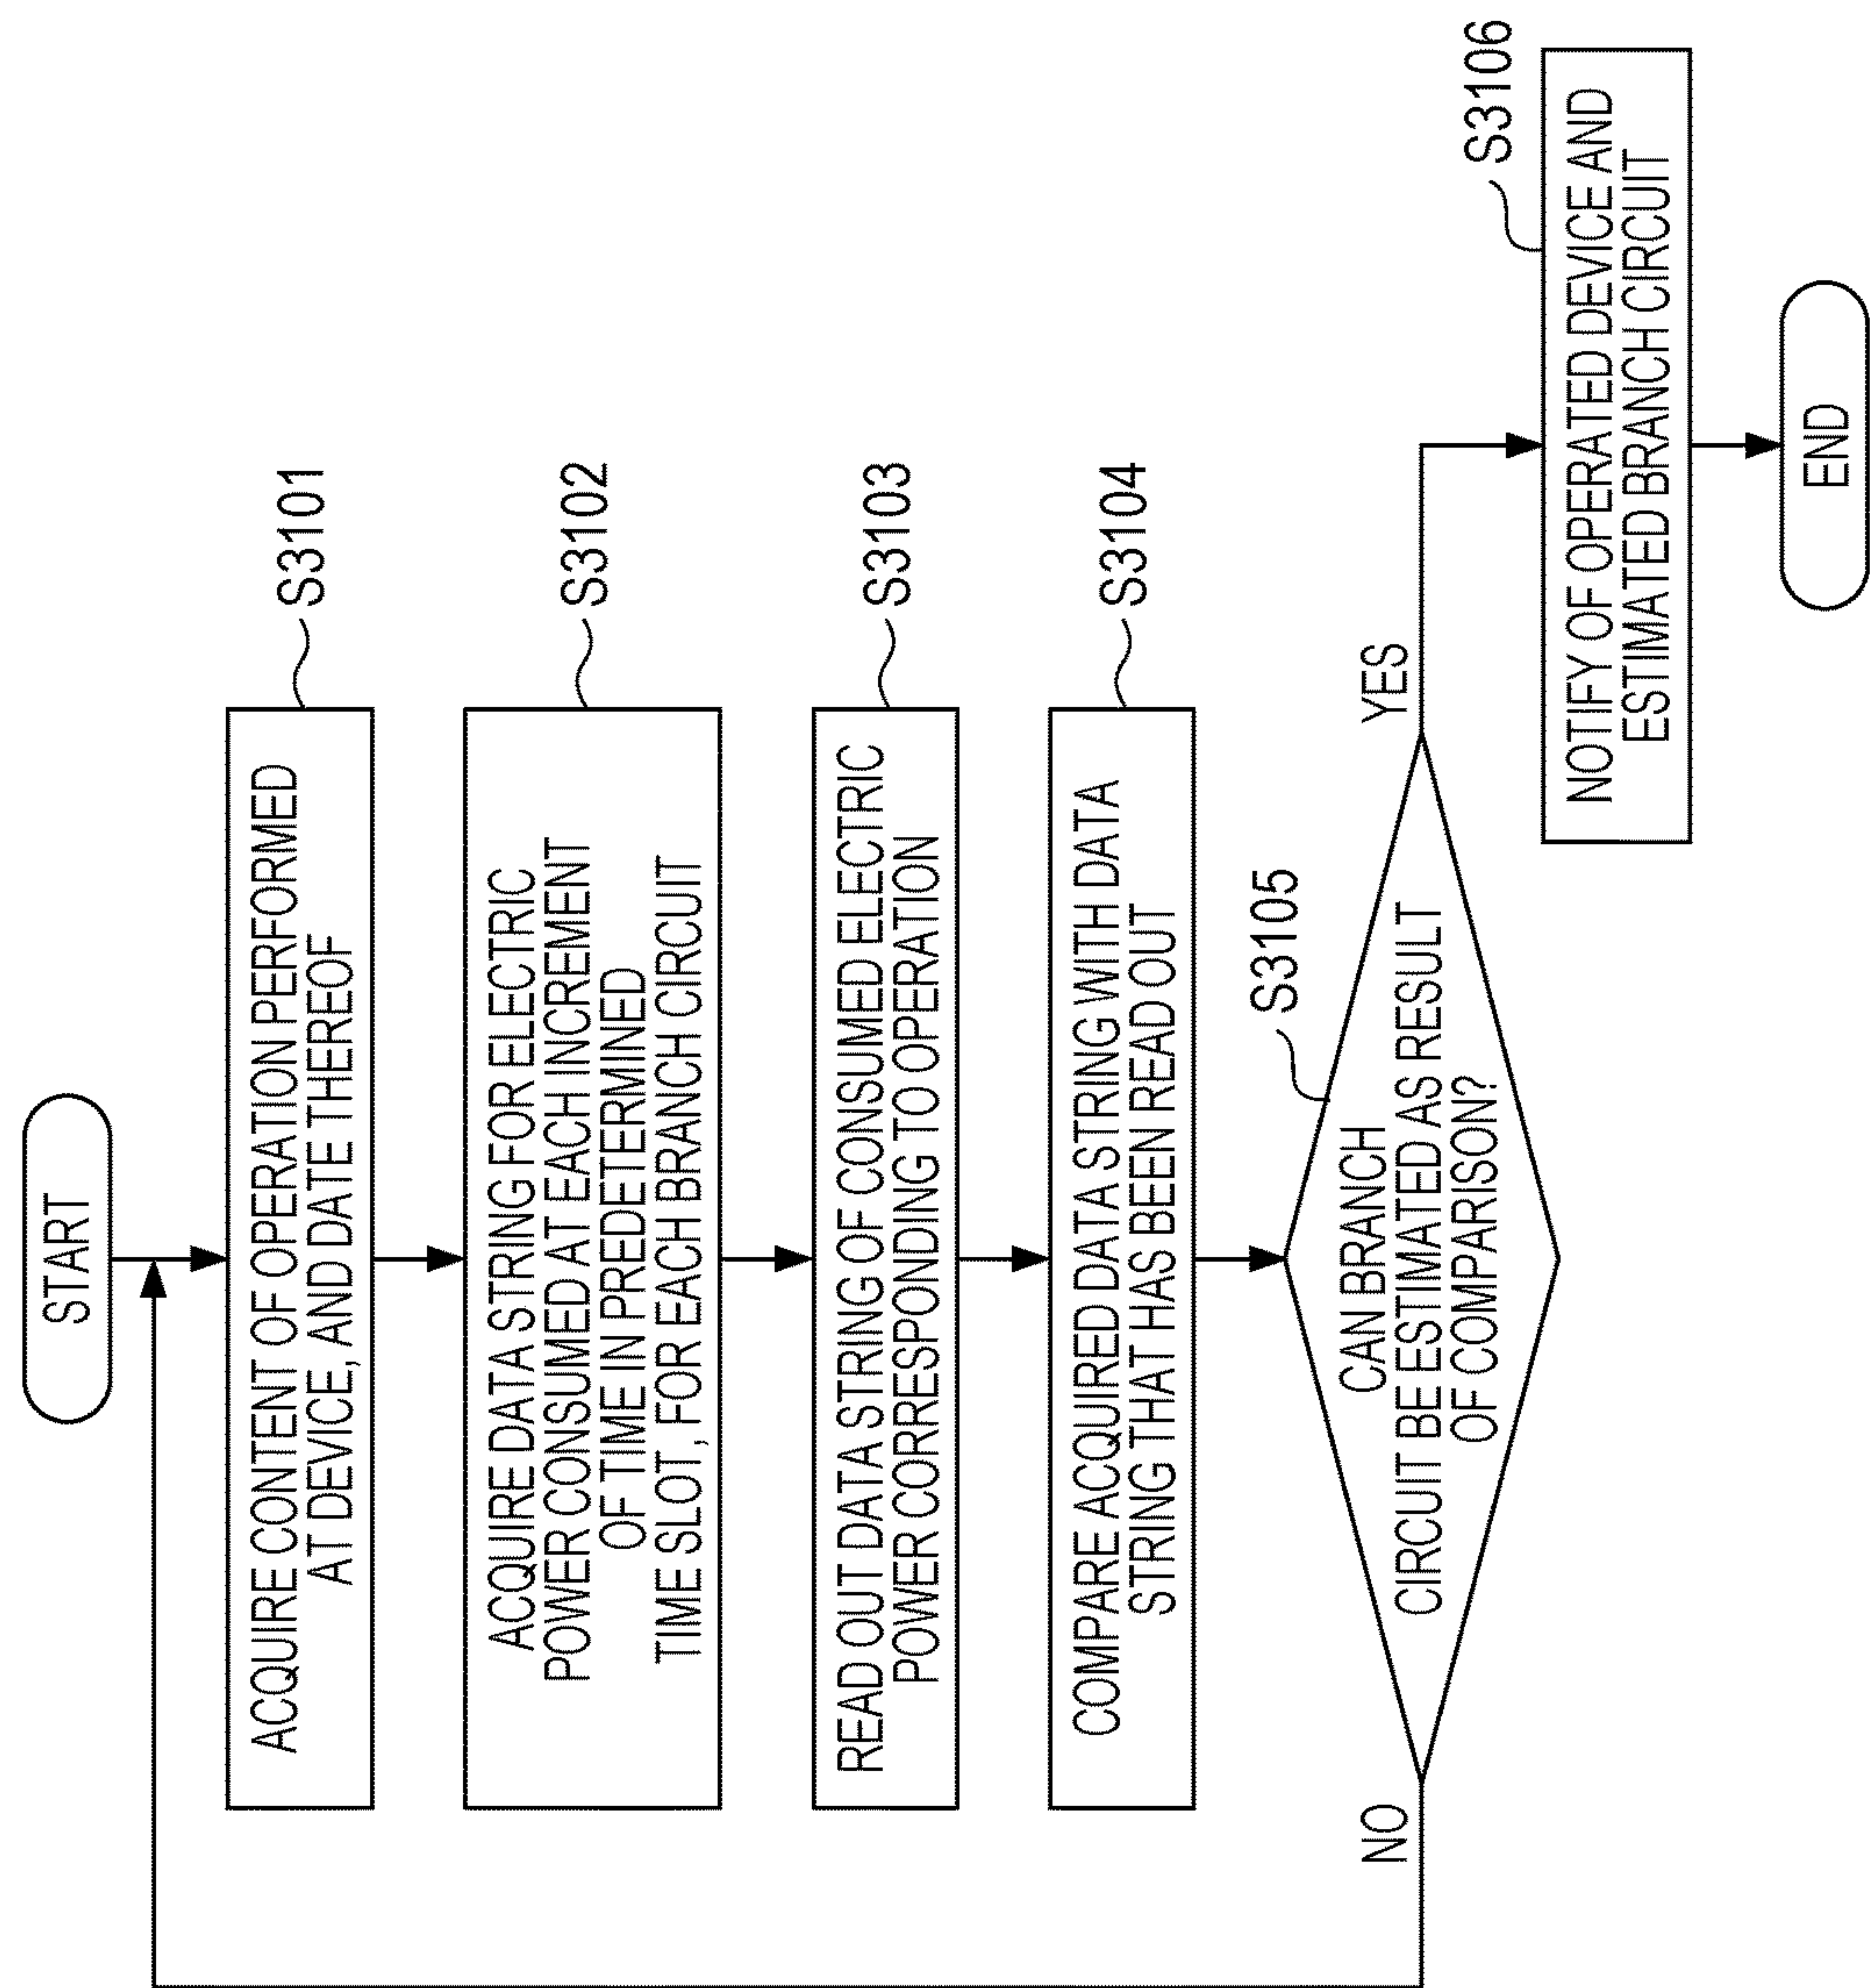 START
ACQUIRE CONTENT OF OPERATION PERFORMED
AT DEVICE, AND DATE THEREOF
S3101
ACQUIRE DATA STRING FOR ELECTRIC
POWER CONSUMED AT EACH INCREMENT
OF TIME IN PREDETERMINED
TIME SLOT, FOR EACH BRANCH CIRCUIT
S3102
READ OUT DATA STRING OF CONSUMED ELECTRIC
POWER CORRESPONDING TO OPERATION
S3103
COMPARE ACQUIRED DATA STRING WITH DATA
STRING THAT HAS BEEN READ OUT
S3104
S3105
CAN BRANCH
CIRCUIT BE ESTIMATED AS RESULT
OF COMPARISON?
NO
YES
S3106
NOTIFY OF OPERATED DEVICE AND
ESTIMATED BRANCH CIRCUIT
END